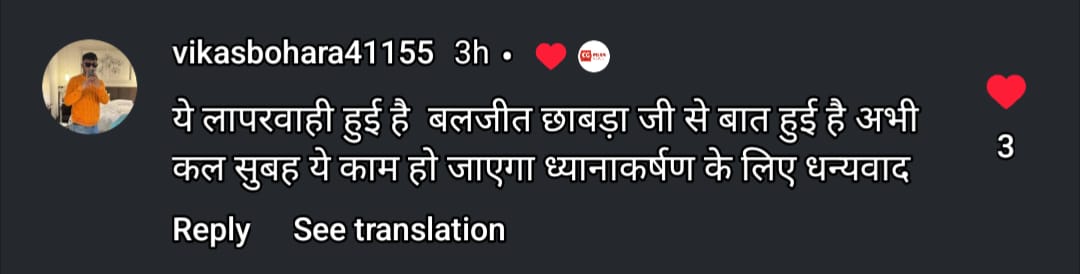 vikasbohara41155 3h •
ये लापरवाही हुई है बलजीत छाबड़ा जी से बात हुई है अभी
कल सुबह ये काम हो जाएगा ध्यानाकर्षण के लिए धन्यवाद
3
Reply See translation